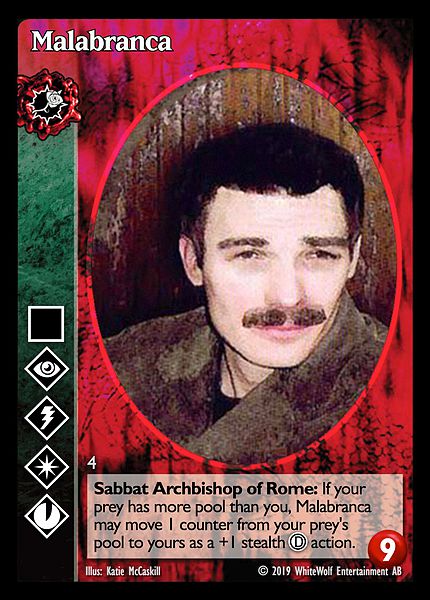 Malabranca
4
Sabbat Archbishop of Rome: If your
prey has more pool than you, Malabranca
may move 1 counter from your prey's
pool to yours as a +1 stealth Ⓓ action.
9
Illus: Katie McCaskill © 2019 WhiteWolf Entertainment AB